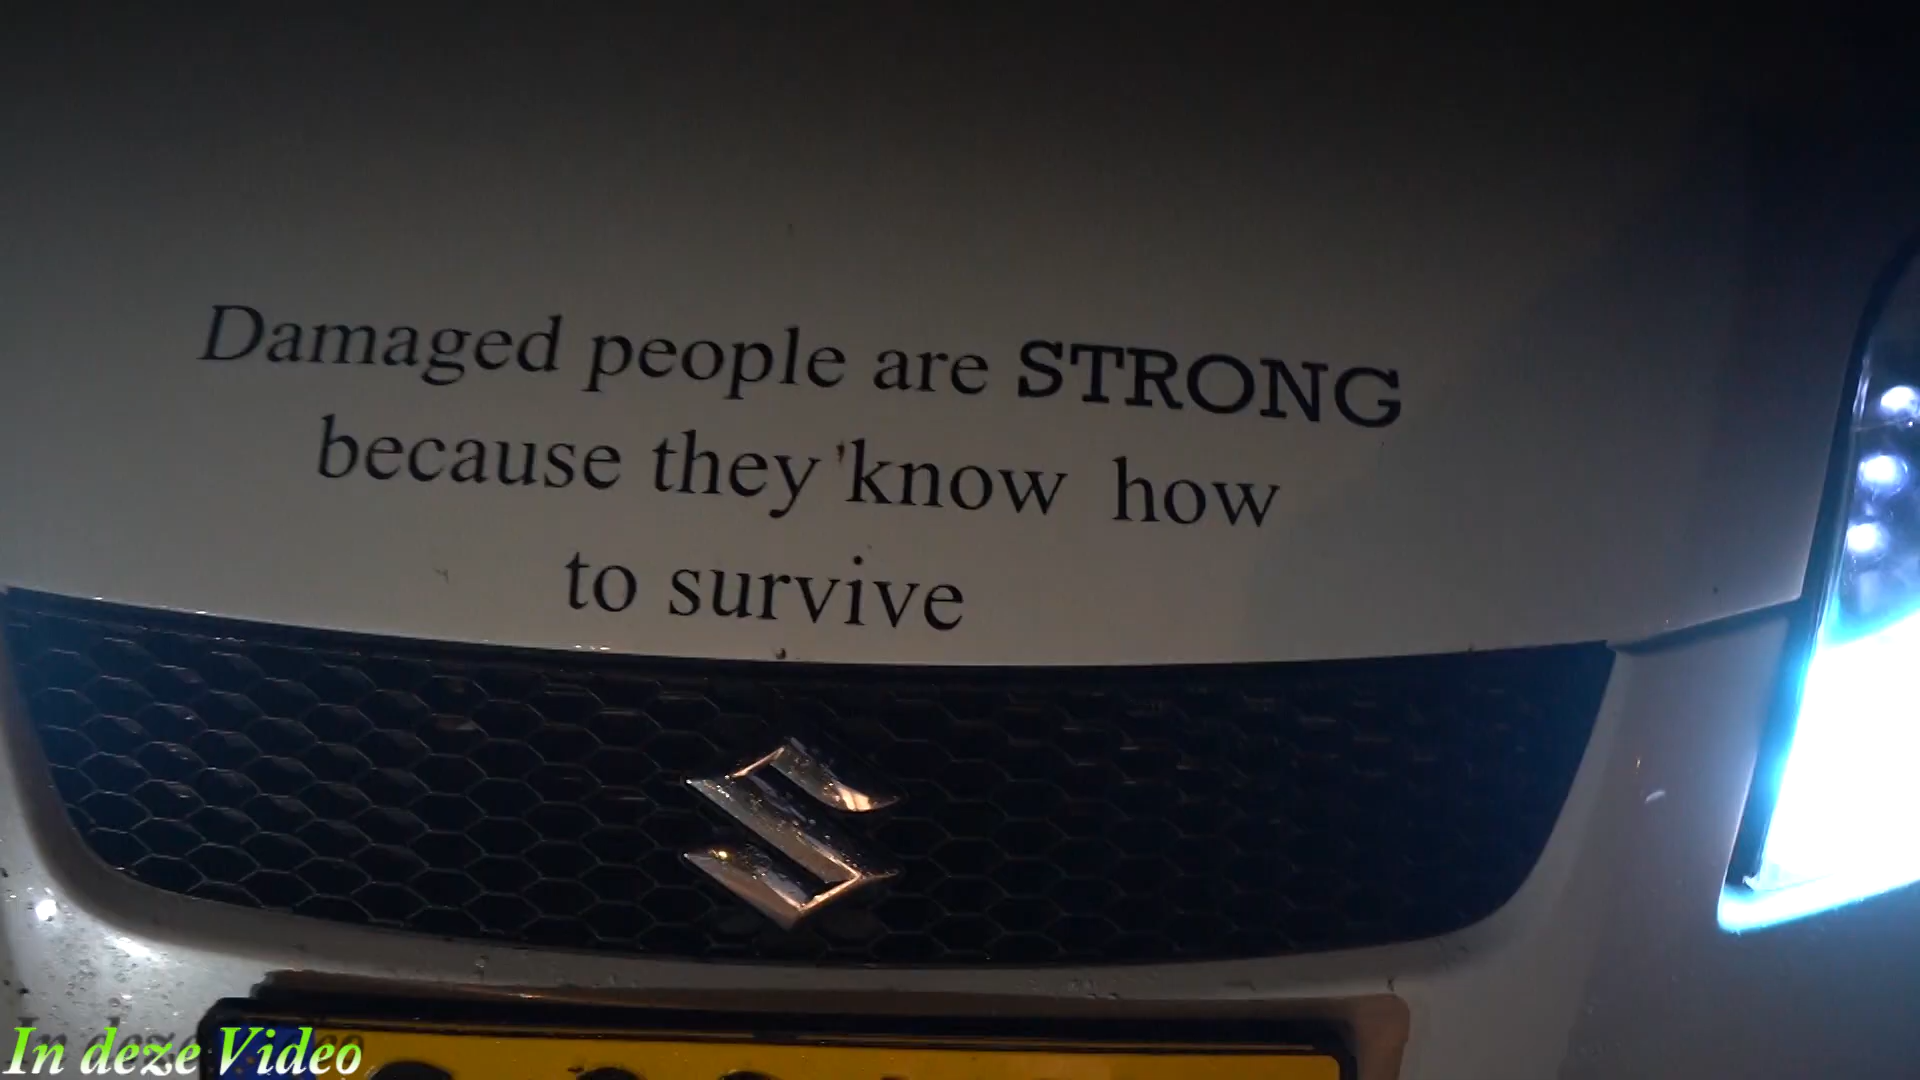 Damaged people are STRONG
because they know how
to survive
In deze Video